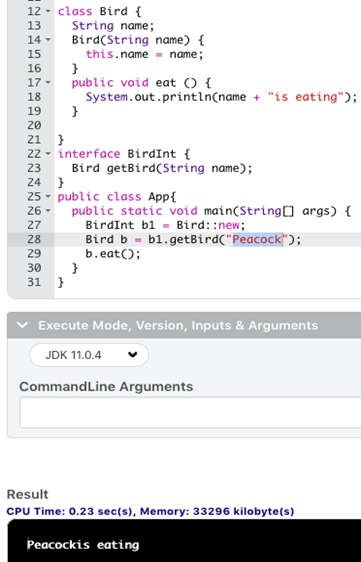 12 class Bird {
13 String name;
14 Bird(String name) {
15 this.name = name;
16 }
17 public void eat () {
18 System.out.println(name + "is eating");
19 }
20
21 }
22 interface BirdInt {
23 Bird getBird(String name);
24 }
25 public class App{
26 public static void main(String[] args) {
27 BirdInt b1 = Bird::new;
28 Bird b = b1.getBird("Peacock");
29 b.eat();
30 }
31 }
Execute Mode, Version, Inputs & Arguments
JDK 11.0.4
CommandLine Arguments
Result
CPU Time: 0.23 sec(s), Memory: 33296 kilobyte(s)
Peacockis eating